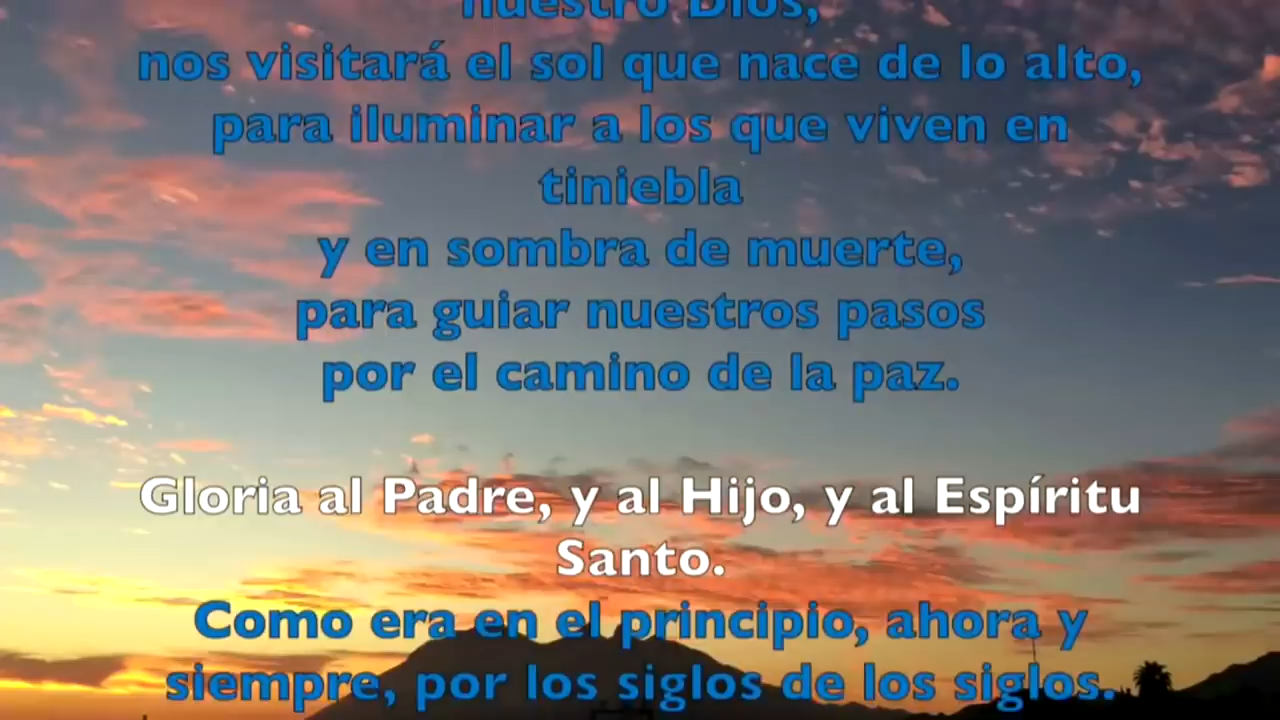 nuestro Dios,
nos visitará el sol que nace de lo alto,
para iluminar a los que viven en
tiniebla
y en sombra de muerte,
para guiar nuestros pasos
por el camino de la paz.
Gloria al Padre, y al Hijo, y al Espíritu
Santo.
Como era en el principio, ahora y
siempre, por los siglos de los siglos.